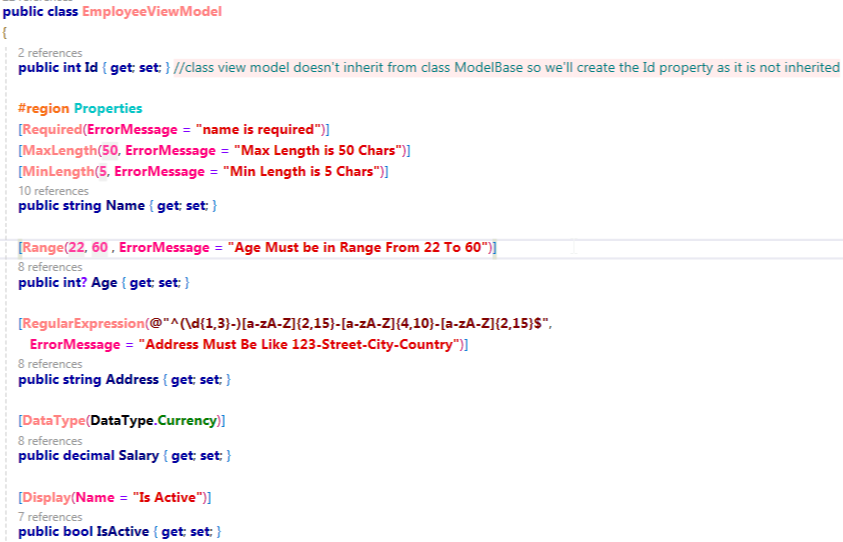 public class EmployeeViewModel
{
2 references
public int Id { get; set; } //class view model doesn't inherit from class ModelBase so we'll create the Id property as it is not inherited
#region Properties
[Required(ErrorMessage = "name is required")]
[MaxLength(50, ErrorMessage = "Max Length is 50 Chars")]
[MinLength(5, ErrorMessage = "Min Length is 5 Chars")]
10 references
public string Name { get; set; }
[Range(22, 60 , ErrorMessage = "Age Must be in Range From 22 To 60")]
8 references
public int? Age { get; set; }
[RegularExpression(@"^(\d{1,3}-)[a-zA-Z]{2,15}-[a-zA-Z]{4,10}-[a-zA-Z]{2,15}$",
ErrorMessage = "Address Must Be Like 123-Street-City-Country")]
8 references
public string Address { get; set; }
[DataType(DataType.Currency)]
8 references
public decimal Salary { get; set; }
[Display(Name = "Is Active")]
7 references
public bool IsActive { get; set; }